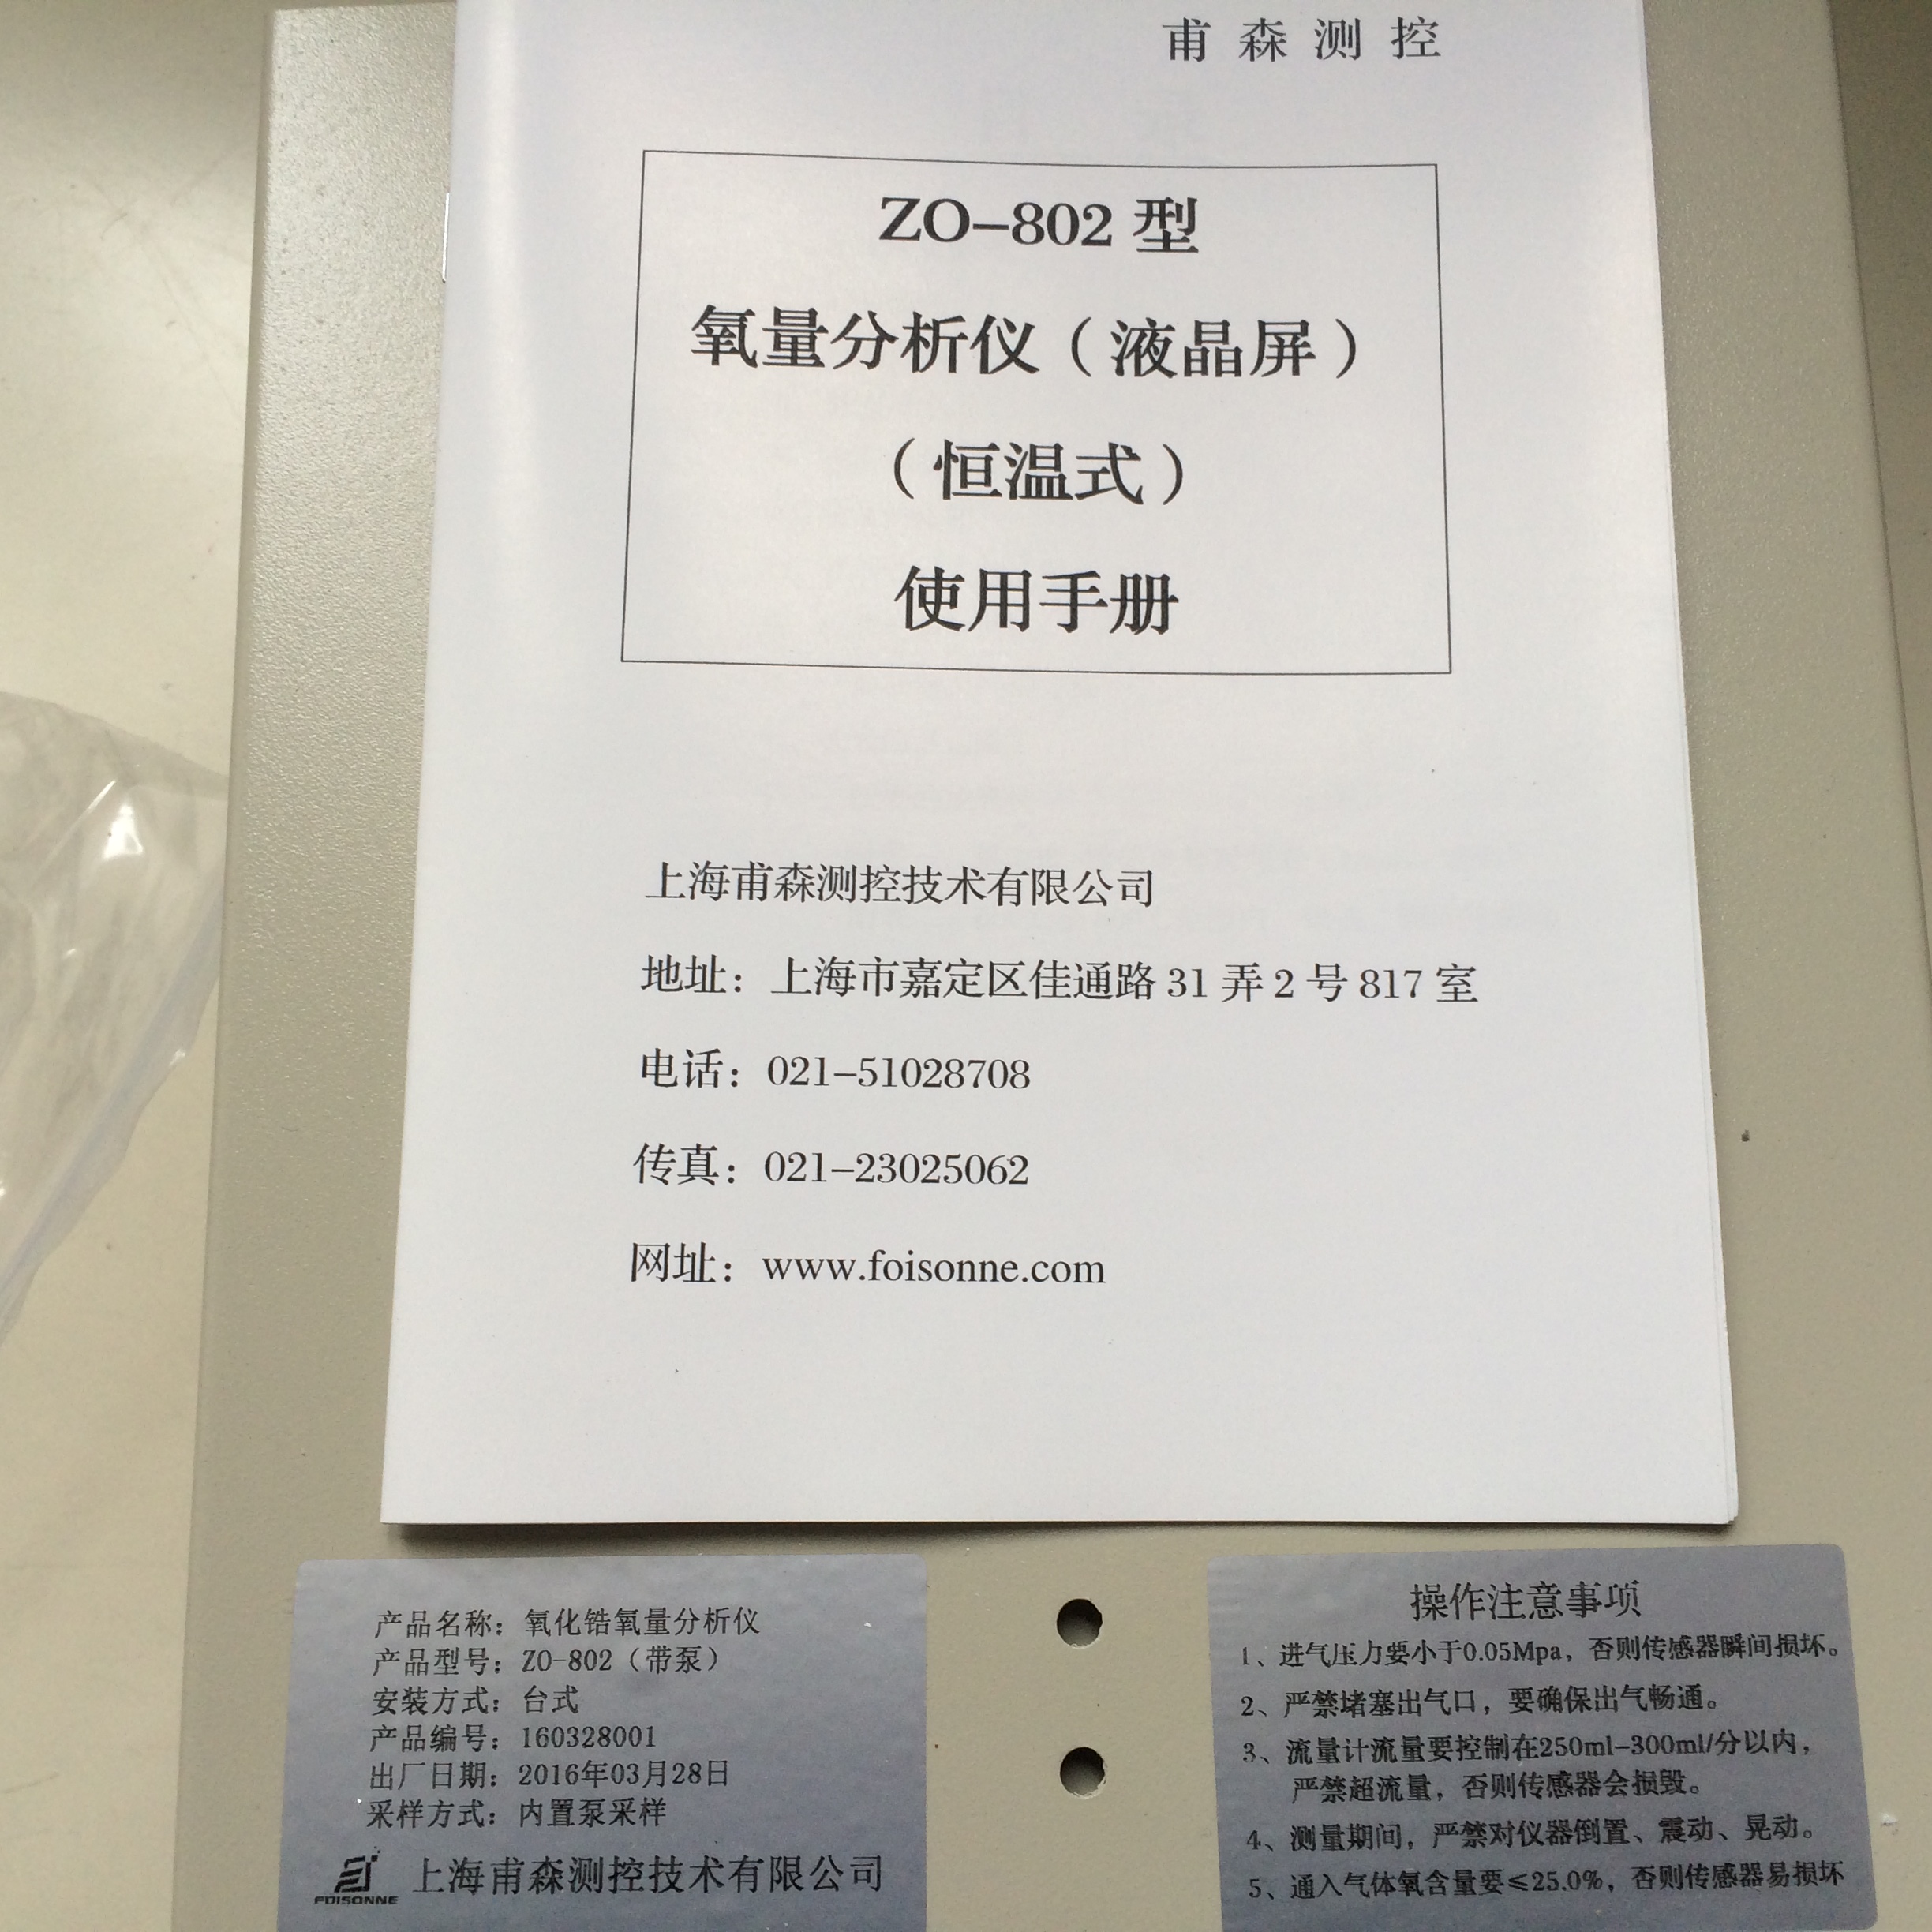 甫森测控
ZO-802 型
氧量分析仪（液晶屏）
（恒温式）
使用手册
上海甫森测控技术有限公司
地址：上海市嘉定区佳通路 31 弄 2 号 817 室
电话：021-51028708
传真：021-23025062
网址：www.foisonne.com
产品名称：氧化锆氧量分析仪
产品型号：ZO-802（带泵）
安装方式：台式
产品编号：160328001
出厂日期：2016年03月28日
采样方式：内置泵采样
FOISONNE 上海甫森测控技术有限公司
操作注意事项
1、进气压力要小于0.05Mpa，否则传感器瞬间损坏。
2、严禁堵塞出气口，要确保出气畅通。
3、流量计流量要控制在250ml-300ml/分以内，
严禁超流量，否则传感器会损毁。
4、测量期间，严禁对仪器倒置、震动、晃动。
5、通入气体氧含量要≤25.0%，否则传感器易损坏